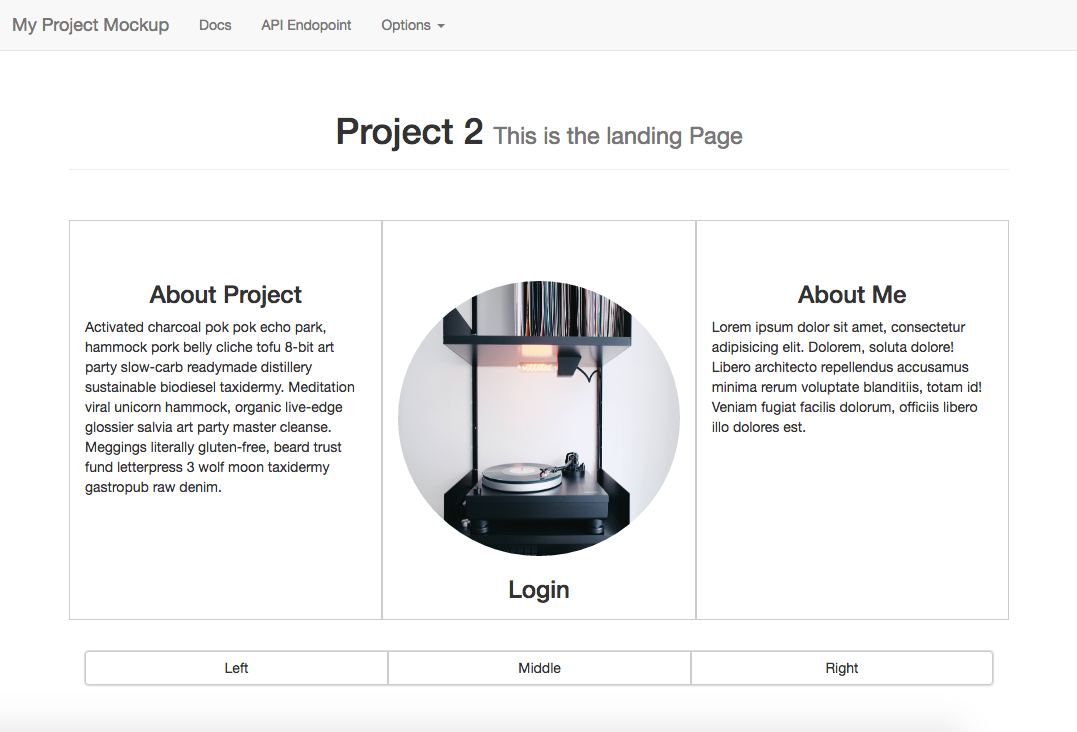 My Project Mockup Docs API Endopoint Options
Project 2 This is the landing Page
About Project
Activated charcoal pok pok echo park,
hammock pork belly cliche tofu 8-bit art
party slow-carb readymade distillery
sustainable biodiesel taxidermy. Meditation
viral unicorn hammock, organic live-edge
glossier salvia art party master cleanse.
Meggings literally gluten-free, beard trust
fund letterpress 3 wolf moon taxidermy
gastropub raw denim.
Login
About Me
Lorem ipsum dolor sit amet, consectetur
adipisicing elit. Dolorem, soluta dolore!
Libero architecto repellendus accusamus
minima rerum voluptate blanditiis, totam id!
Veniam fugiat facilis dolorum, officiis libero
illo dolores est.
Left Middle Right